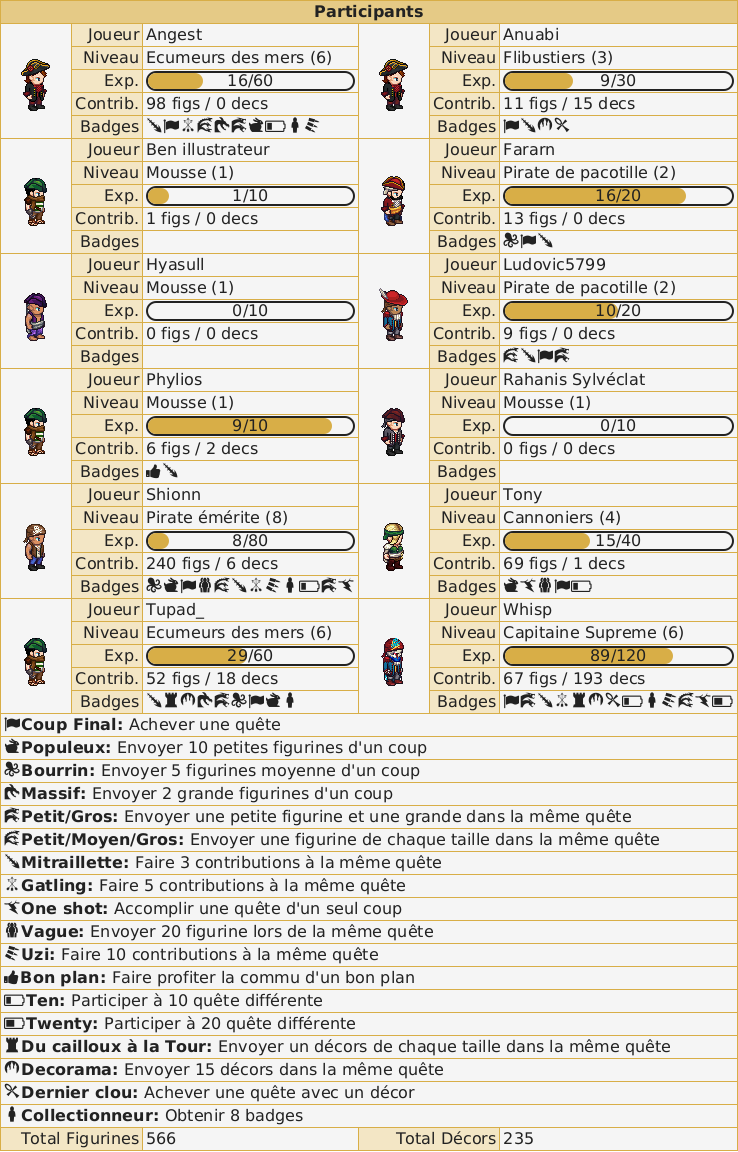 Participants
Joueur Angest Joueur Anuabi
Niveau Ecumeurs des mers (6) Niveau Flibustiers (3)
Exp. 16/60 Exp. 9/30
Contrib. 98 figs / 0 decs Contrib. 11 figs / 15 decs
Badges Badges
Joueur Ben illustrateur Joueur Fararn
Niveau Mousse (1) Niveau Pirate de pacotille (2)
Exp. 1/10 Exp. 16/20
Contrib. 1 figs / 0 decs Contrib. 13 figs / 0 decs
Badges Badges
Joueur Hyasull Joueur Ludovic5799
Niveau Mousse (1) Niveau Pirate de pacotille (2)
Exp. 0/10 Exp. 10/20
Contrib. 0 figs / 0 decs Contrib. 9 figs / 0 decs
Badges Badges
Joueur Phylios Joueur Rahanis Sylvéclat
Niveau Mousse (1) Niveau Mousse (1)
Exp. 9/10 Exp. 0/10
Contrib. 6 figs / 2 decs Contrib. 0 figs / 0 decs
Badges Badges
Joueur Shionn Joueur Tony
Niveau Pirate émérite (8) Niveau Cannoniers (4)
Exp. 8/80 Exp. 15/40
Contrib. 240 figs / 6 decs Contrib. 69 figs / 1 decs
Badges Badges
Joueur Tupad_ Joueur Whisp
Niveau Ecumeurs des mers (6) Niveau Capitaine Supreme (6)
Exp. 29/60 Exp. 89/120
Contrib. 52 figs / 18 decs Contrib. 67 figs / 193 decs
Badges Badges
Coup Final: Achever une quête
Populeux: Envoyer 10 petites figurines d'un coup
Bourrin: Envoyer 5 figurines moyenne d'un coup
Massif: Envoyer 2 grande figurines d'un coup
Petit/Gros: Envoyer une petite figurine et une grande dans la même quête
Petit/Moyen/Gros: Envoyer une figurine de chaque taille dans la même quête
Mitraillette: Faire 3 contributions à la même quête
Gatling: Faire 5 contributions à la même quête
One shot: Accomplir une quête d'un seul coup
Vague: Envoyer 20 figurine lors de la même quête
Uzi: Faire 10 contributions à la même quête
Bon plan: Faire profiter la commu d'un bon plan
Ten: Participer à 10 quête différente
Twenty: Participer à 20 quête différente
Du cailloux à la Tour: Envoyer un décors de chaque taille dans la même quête
Decorama: Envoyer 15 décors dans la même quête
Dernier clou: Achever une quête avec un décor
Collectionneur: Obtenir 8 badges
Total Figurines 566 Total Décors 235